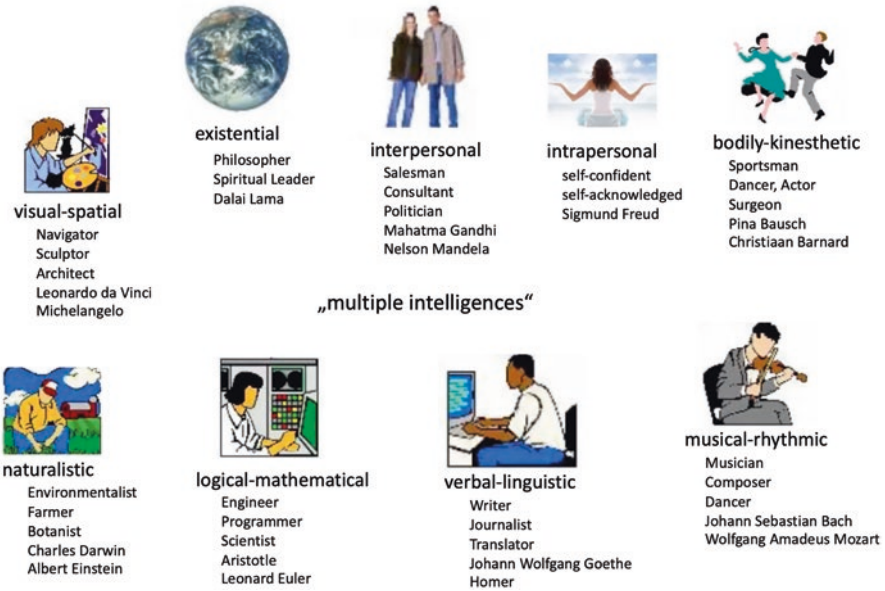 existential
Philosopher
Spiritual Leader
Dalai Lama
interpersonal
Salesman
Consultant
Politician
Mahatma Gandhi
Nelson Mandela
intrapersonal
self-confident
self-acknowledged
Sigmund Freud
bodily-kinesthetic
Sportsman
Dancer, Actor
Surgeon
Pina Bausch
Christiaan Barnard
visual-spatial
Navigator
Sculptor
Architect
Leonardo da Vinci
Michelangelo
„multiple intelligences“
naturalistic
Environmentalist
Farmer
Botanist
Charles Darwin
Albert Einstein
logical-mathematical
Engineer
Programmer
Scientist
Aristotle
Leonard Euler
verbal-linguistic
Writer
Journalist
Translator
Johann Wolfgang Goethe
Homer
musical-rhythmic
Musician
Composer
Dancer
Johann Sebastian Bach
Wolfgang Amadeus Mozart